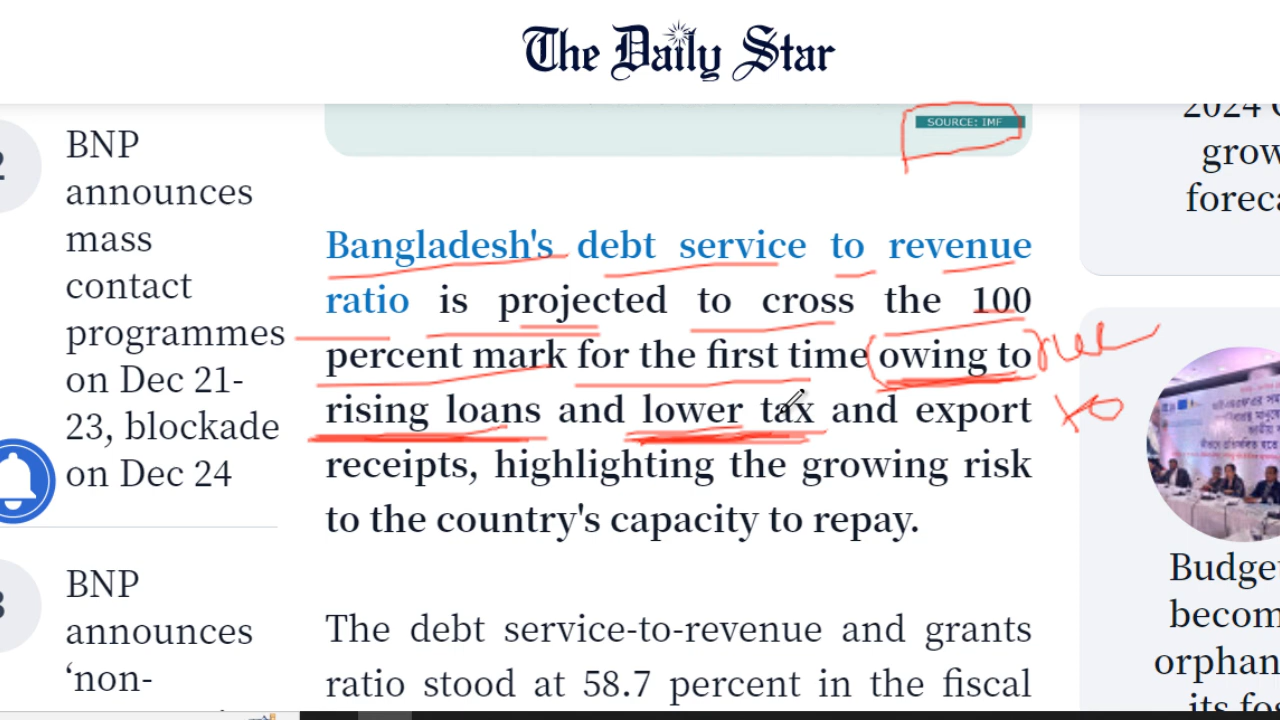 The Daily Star
SOURCE: IMF
BNP
announces
mass
contact
programmes
on Dec 21-
23, blockade
on Dec 24
BNP
announces
‘non-
Bangladesh's debt service to revenue
ratio is projected to cross the 100
percent mark for the first time owing to
rising loans and lower tax and export
receipts, highlighting the growing risk
to the country's capacity to repay.
to
The debt service-to-revenue and grants
ratio stood at 58.7 percent in the fiscal
2024
grow
foreca
Budge
becom
orphan
its fo